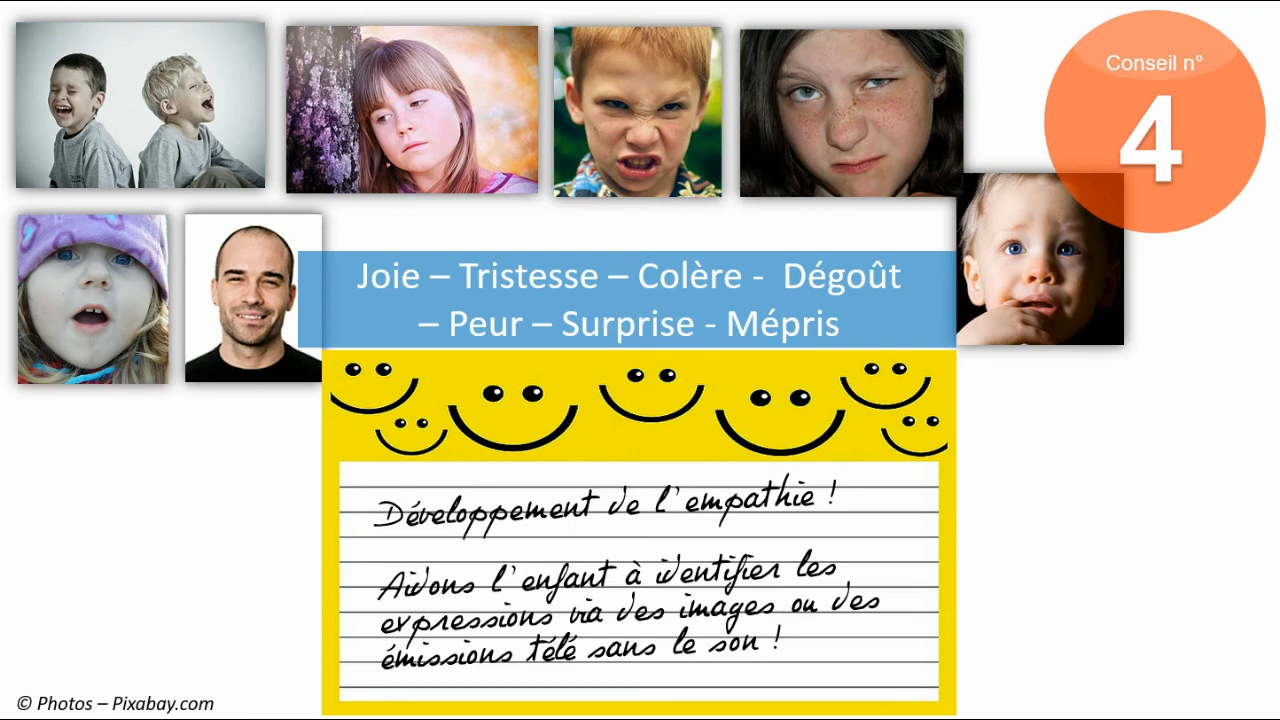 Conseil n°
4
Joie – Tristesse – Colère -  Dégoût
– Peur – Surprise - Mépris
Développement de l'empathie !
Aidons l'enfant à identifier les
expressions via des images ou des
émissions télé sans le son !
© Photos – Pixabay.com